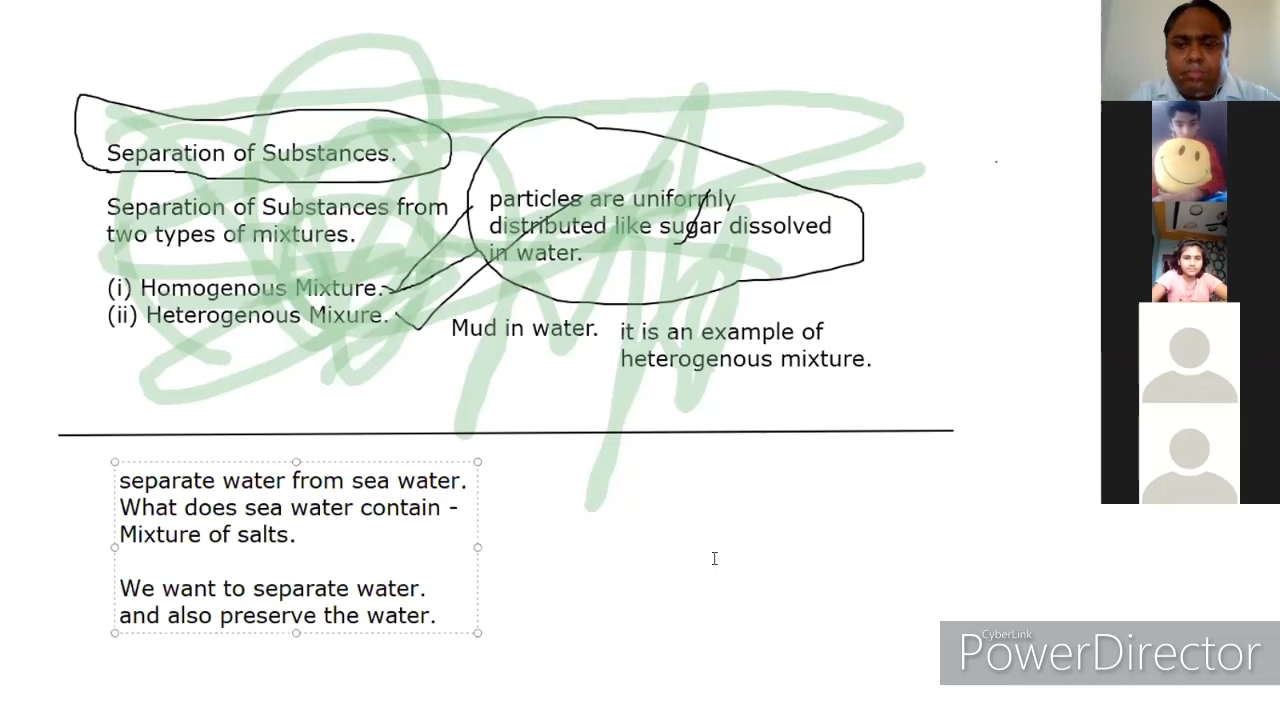 Separation of Substances.
Separation of Substances from
two types of mixtures.
(i) Homogenous Mixture.
(ii) Heterogenous Mixure.
particles are uniformly
distributed like sugar dissolved
in water.
Mud in water.
it is an example of
heterogenous mixture.
separate water from sea water.
What does sea water contain -
Mixture of salts.
We want to separate water.
and also preserve the water.
CyberLink
PowerDirector